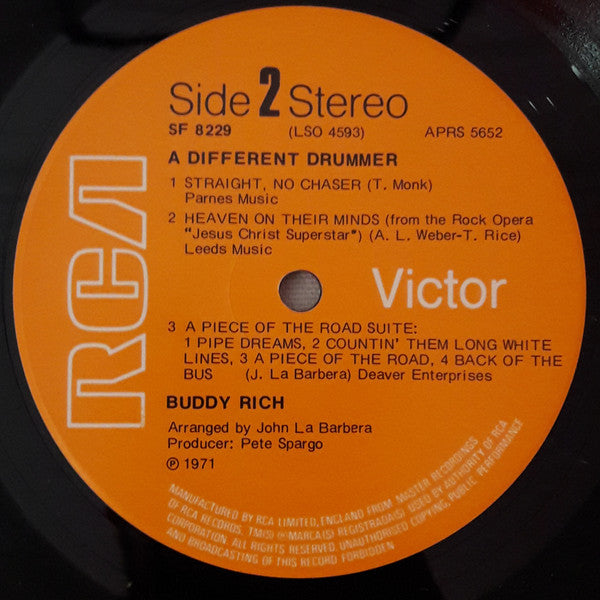 RCA
Side 2 Stereo
SF 8229 (LSO 4593) APRS 5652
A DIFFERENT DRUMMER
1 STRAIGHT, NO CHASER (T. Monk)
Parnes Music
2 HEAVEN ON THEIR MINDS (from the Rock Opera
"Jesus Christ Superstar") (A. L. Weber-T. Rice)
Leeds Music
Victor
3 A PIECE OF THE ROAD SUITE:
1 PIPE DREAMS, 2 COUNTIN' THEM LONG WHITE
LINES, 3 A PIECE OF THE ROAD, 4 BACK OF THE
BUS (J. La Barbera) Deaver Enterprises
BUDDY RICH
Arranged by John La Barbera
Producer: Pete Spargo
℗ 1971
MANUFACTURED BY RCA LIMITED, ENGLAND FROM MASTER RECORDINGS
OF RCA RECORDS. TM(S) ® MARCA(S) REGISTRADA(S) USED BY AUTHORITY OF RCA
CORPORATION. ALL RIGHTS RESERVED. UNAUTHORISED COPYING, PUBLIC PERFORMANCE
AND BROADCASTING OF THIS RECORD FORBIDDEN